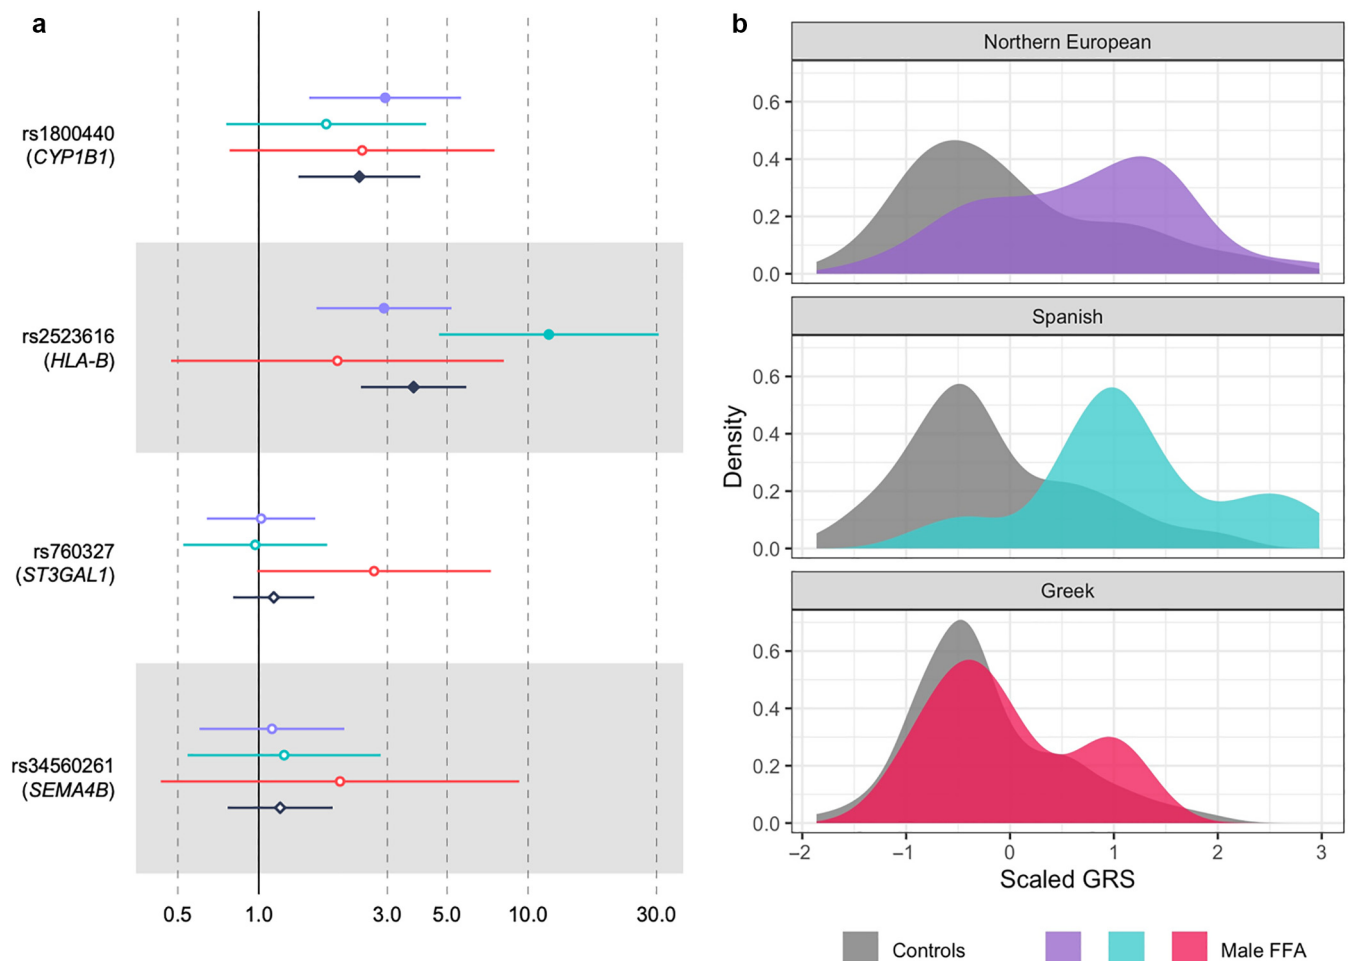 a
rs1800440
(CYP1B1)
rs2523616
(HLA-B)
rs760327
(ST3GAL1)
rs34560261
(SEMA4B)
0.5 1.0 3.0 5.0 10.0 30.0
b
Northern European
0.6
0.4
0.2
0.0
Spanish
0.6
0.4
0.2
0.0
Greek
0.6
0.4
0.2
0.0
Density
−2 −1 0 1 2 3
Scaled GRS
Controls Male FFA